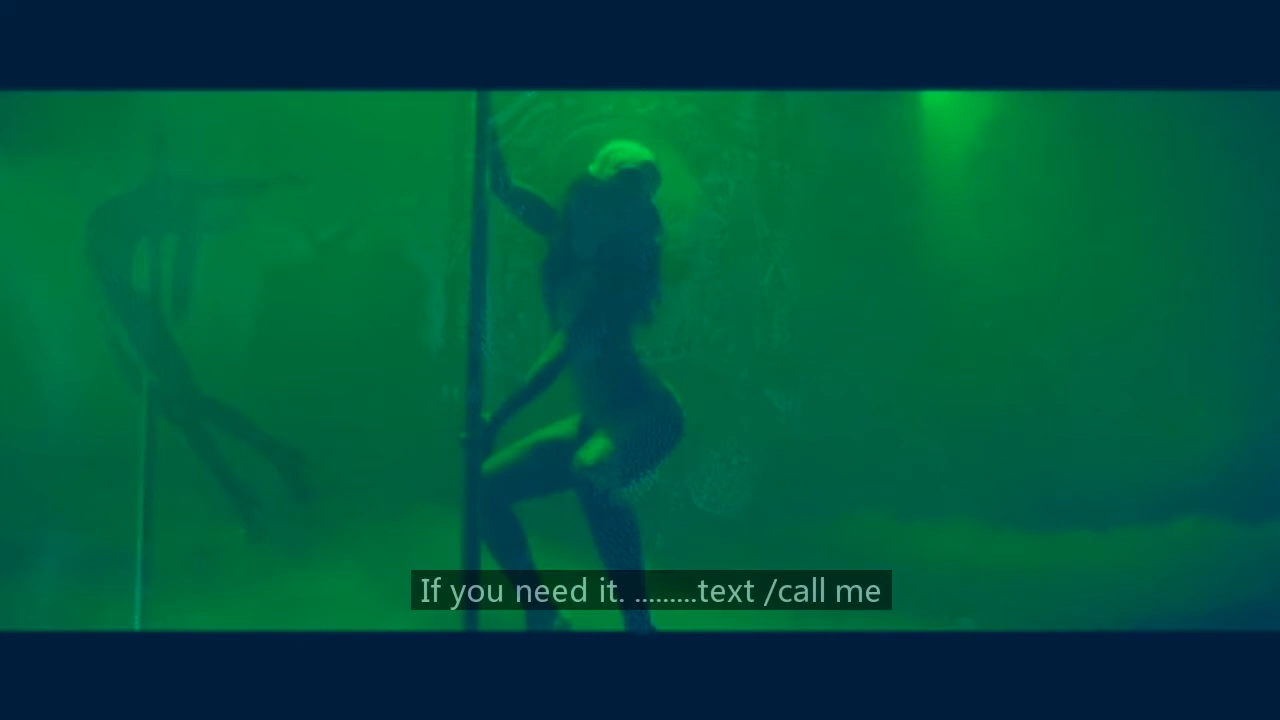 If you need it. .........text /call me